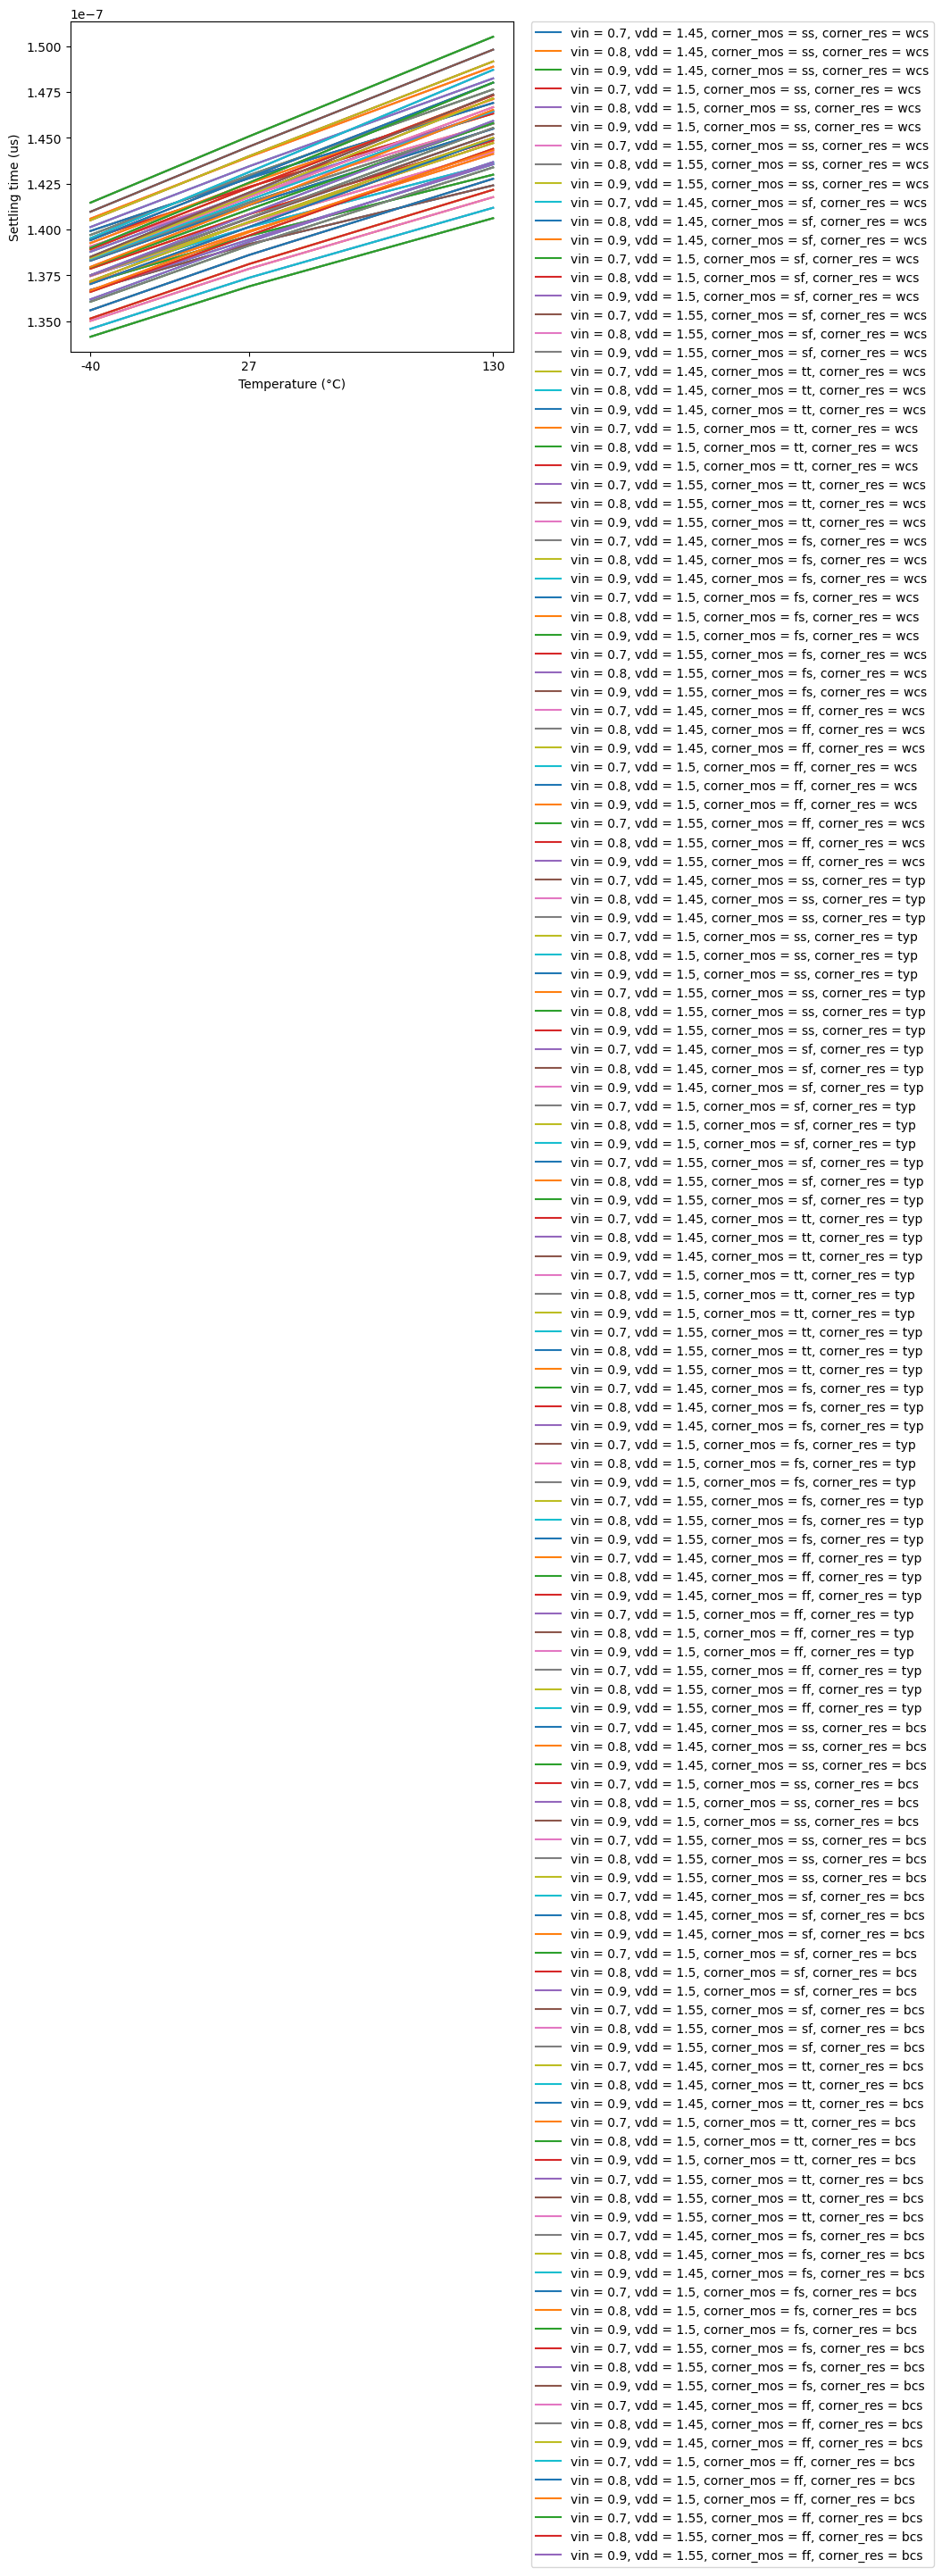 1e−7
1.500
1.475
1.450
1.425
1.400
1.375
1.350
Settling time (us)
-40
27
130
Temperature (°C)
vin = 0.7, vdd = 1.45, corner_mos = ss, corner_res = wcs
vin = 0.8, vdd = 1.45, corner_mos = ss, corner_res = wcs
vin = 0.9, vdd = 1.45, corner_mos = ss, corner_res = wcs
vin = 0.7, vdd = 1.5, corner_mos = ss, corner_res = wcs
vin = 0.8, vdd = 1.5, corner_mos = ss, corner_res = wcs
vin = 0.9, vdd = 1.5, corner_mos = ss, corner_res = wcs
vin = 0.7, vdd = 1.55, corner_mos = ss, corner_res = wcs
vin = 0.8, vdd = 1.55, corner_mos = ss, corner_res = wcs
vin = 0.9, vdd = 1.55, corner_mos = ss, corner_res = wcs
vin = 0.7, vdd = 1.45, corner_mos = sf, corner_res = wcs
vin = 0.8, vdd = 1.45, corner_mos = sf, corner_res = wcs
vin = 0.9, vdd = 1.45, corner_mos = sf, corner_res = wcs
vin = 0.7, vdd = 1.5, corner_mos = sf, corner_res = wcs
vin = 0.8, vdd = 1.5, corner_mos = sf, corner_res = wcs
vin = 0.9, vdd = 1.5, corner_mos = sf, corner_res = wcs
vin = 0.7, vdd = 1.55, corner_mos = sf, corner_res = wcs
vin = 0.8, vdd = 1.55, corner_mos = sf, corner_res = wcs
vin = 0.9, vdd = 1.55, corner_mos = sf, corner_res = wcs
vin = 0.7, vdd = 1.45, corner_mos = tt, corner_res = wcs
vin = 0.8, vdd = 1.45, corner_mos = tt, corner_res = wcs
vin = 0.9, vdd = 1.45, corner_mos = tt, corner_res = wcs
vin = 0.7, vdd = 1.5, corner_mos = tt, corner_res = wcs
vin = 0.8, vdd = 1.5, corner_mos = tt, corner_res = wcs
vin = 0.9, vdd = 1.5, corner_mos = tt, corner_res = wcs
vin = 0.7, vdd = 1.55, corner_mos = tt, corner_res = wcs
vin = 0.8, vdd = 1.55, corner_mos = tt, corner_res = wcs
vin = 0.9, vdd = 1.55, corner_mos = tt, corner_res = wcs
vin = 0.7, vdd = 1.45, corner_mos = fs, corner_res = wcs
vin = 0.8, vdd = 1.45, corner_mos = fs, corner_res = wcs
vin = 0.9, vdd = 1.45, corner_mos = fs, corner_res = wcs
vin = 0.7, vdd = 1.5, corner_mos = fs, corner_res = wcs
vin = 0.8, vdd = 1.5, corner_mos = fs, corner_res = wcs
vin = 0.9, vdd = 1.5, corner_mos = fs, corner_res = wcs
vin = 0.7, vdd = 1.55, corner_mos = fs, corner_res = wcs
vin = 0.8, vdd = 1.55, corner_mos = fs, corner_res = wcs
vin = 0.9, vdd = 1.55, corner_mos = fs, corner_res = wcs
vin = 0.7, vdd = 1.45, corner_mos = ff, corner_res = wcs
vin = 0.8, vdd = 1.45, corner_mos = ff, corner_res = wcs
vin = 0.9, vdd = 1.45, corner_mos = ff, corner_res = wcs
vin = 0.7, vdd = 1.5, corner_mos = ff, corner_res = wcs
vin = 0.8, vdd = 1.5, corner_mos = ff, corner_res = wcs
vin = 0.9, vdd = 1.5, corner_mos = ff, corner_res = wcs
vin = 0.7, vdd = 1.55, corner_mos = ff, corner_res = wcs
vin = 0.8, vdd = 1.55, corner_mos = ff, corner_res = wcs
vin = 0.9, vdd = 1.55, corner_mos = ff, corner_res = wcs
vin = 0.7, vdd = 1.45, corner_mos = ss, corner_res = typ
vin = 0.8, vdd = 1.45, corner_mos = ss, corner_res = typ
vin = 0.9, vdd = 1.45, corner_mos = ss, corner_res = typ
vin = 0.7, vdd = 1.5, corner_mos = ss, corner_res = typ
vin = 0.8, vdd = 1.5, corner_mos = ss, corner_res = typ
vin = 0.9, vdd = 1.5, corner_mos = ss, corner_res = typ
vin = 0.7, vdd = 1.55, corner_mos = ss, corner_res = typ
vin = 0.8, vdd = 1.55, corner_mos = ss, corner_res = typ
vin = 0.9, vdd = 1.55, corner_mos = ss, corner_res = typ
vin = 0.7, vdd = 1.45, corner_mos = sf, corner_res = typ
vin = 0.8, vdd = 1.45, corner_mos = sf, corner_res = typ
vin = 0.9, vdd = 1.45, corner_mos = sf, corner_res = typ
vin = 0.7, vdd = 1.5, corner_mos = sf, corner_res = typ
vin = 0.8, vdd = 1.5, corner_mos = sf, corner_res = typ
vin = 0.9, vdd = 1.5, corner_mos = sf, corner_res = typ
vin = 0.7, vdd = 1.55, corner_mos = sf, corner_res = typ
vin = 0.8, vdd = 1.55, corner_mos = sf, corner_res = typ
vin = 0.9, vdd = 1.55, corner_mos = sf, corner_res = typ
vin = 0.7, vdd = 1.45, corner_mos = tt, corner_res = typ
vin = 0.8, vdd = 1.45, corner_mos = tt, corner_res = typ
vin = 0.9, vdd = 1.45, corner_mos = tt, corner_res = typ
vin = 0.7, vdd = 1.5, corner_mos = tt, corner_res = typ
vin = 0.8, vdd = 1.5, corner_mos = tt, corner_res = typ
vin = 0.9, vdd = 1.5, corner_mos = tt, corner_res = typ
vin = 0.7, vdd = 1.55, corner_mos = tt, corner_res = typ
vin = 0.8, vdd = 1.55, corner_mos = tt, corner_res = typ
vin = 0.9, vdd = 1.55, corner_mos = tt, corner_res = typ
vin = 0.7, vdd = 1.45, corner_mos = fs, corner_res = typ
vin = 0.8, vdd = 1.45, corner_mos = fs, corner_res = typ
vin = 0.9, vdd = 1.45, corner_mos = fs, corner_res = typ
vin = 0.7, vdd = 1.5, corner_mos = fs, corner_res = typ
vin = 0.8, vdd = 1.5, corner_mos = fs, corner_res = typ
vin = 0.9, vdd = 1.5, corner_mos = fs, corner_res = typ
vin = 0.7, vdd = 1.55, corner_mos = fs, corner_res = typ
vin = 0.8, vdd = 1.55, corner_mos = fs, corner_res = typ
vin = 0.9, vdd = 1.55, corner_mos = fs, corner_res = typ
vin = 0.7, vdd = 1.45, corner_mos = ff, corner_res = typ
vin = 0.8, vdd = 1.45, corner_mos = ff, corner_res = typ
vin = 0.9, vdd = 1.45, corner_mos = ff, corner_res = typ
vin = 0.7, vdd = 1.5, corner_mos = ff, corner_res = typ
vin = 0.8, vdd = 1.5, corner_mos = ff, corner_res = typ
vin = 0.9, vdd = 1.5, corner_mos = ff, corner_res = typ
vin = 0.7, vdd = 1.55, corner_mos = ff, corner_res = typ
vin = 0.8, vdd = 1.55, corner_mos = ff, corner_res = typ
vin = 0.9, vdd = 1.55, corner_mos = ff, corner_res = typ
vin = 0.7, vdd = 1.45, corner_mos = ss, corner_res = bcs
vin = 0.8, vdd = 1.45, corner_mos = ss, corner_res = bcs
vin = 0.9, vdd = 1.45, corner_mos = ss, corner_res = bcs
vin = 0.7, vdd = 1.5, corner_mos = ss, corner_res = bcs
vin = 0.8, vdd = 1.5, corner_mos = ss, corner_res = bcs
vin = 0.9, vdd = 1.5, corner_mos = ss, corner_res = bcs
vin = 0.7, vdd = 1.55, corner_mos = ss, corner_res = bcs
vin = 0.8, vdd = 1.55, corner_mos = ss, corner_res = bcs
vin = 0.9, vdd = 1.55, corner_mos = ss, corner_res = bcs
vin = 0.7, vdd = 1.45, corner_mos = sf, corner_res = bcs
vin = 0.8, vdd = 1.45, corner_mos = sf, corner_res = bcs
vin = 0.9, vdd = 1.45, corner_mos = sf, corner_res = bcs
vin = 0.7, vdd = 1.5, corner_mos = sf, corner_res = bcs
vin = 0.8, vdd = 1.5, corner_mos = sf, corner_res = bcs
vin = 0.9, vdd = 1.5, corner_mos = sf, corner_res = bcs
vin = 0.7, vdd = 1.55, corner_mos = sf, corner_res = bcs
vin = 0.8, vdd = 1.55, corner_mos = sf, corner_res = bcs
vin = 0.9, vdd = 1.55, corner_mos = sf, corner_res = bcs
vin = 0.7, vdd = 1.45, corner_mos = tt, corner_res = bcs
vin = 0.8, vdd = 1.45, corner_mos = tt, corner_res = bcs
vin = 0.9, vdd = 1.45, corner_mos = tt, corner_res = bcs
vin = 0.7, vdd = 1.5, corner_mos = tt, corner_res = bcs
vin = 0.8, vdd = 1.5, corner_mos = tt, corner_res = bcs
vin = 0.9, vdd = 1.5, corner_mos = tt, corner_res = bcs
vin = 0.7, vdd = 1.55, corner_mos = tt, corner_res = bcs
vin = 0.8, vdd = 1.55, corner_mos = tt, corner_res = bcs
vin = 0.9, vdd = 1.55, corner_mos = tt, corner_res = bcs
vin = 0.7, vdd = 1.45, corner_mos = fs, corner_res = bcs
vin = 0.8, vdd = 1.45, corner_mos = fs, corner_res = bcs
vin = 0.9, vdd = 1.45, corner_mos = fs, corner_res = bcs
vin = 0.7, vdd = 1.5, corner_mos = fs, corner_res = bcs
vin = 0.8, vdd = 1.5, corner_mos = fs, corner_res = bcs
vin = 0.9, vdd = 1.5, corner_mos = fs, corner_res = bcs
vin = 0.7, vdd = 1.55, corner_mos = fs, corner_res = bcs
vin = 0.8, vdd = 1.55, corner_mos = fs, corner_res = bcs
vin = 0.9, vdd = 1.55, corner_mos = fs, corner_res = bcs
vin = 0.7, vdd = 1.45, corner_mos = ff, corner_res = bcs
vin = 0.8, vdd = 1.45, corner_mos = ff, corner_res = bcs
vin = 0.9, vdd = 1.45, corner_mos = ff, corner_res = bcs
vin = 0.7, vdd = 1.5, corner_mos = ff, corner_res = bcs
vin = 0.8, vdd = 1.5, corner_mos = ff, corner_res = bcs
vin = 0.9, vdd = 1.5, corner_mos = ff, corner_res = bcs
vin = 0.7, vdd = 1.55, corner_mos = ff, corner_res = bcs
vin = 0.8, vdd = 1.55, corner_mos = ff, corner_res = bcs
vin = 0.9, vdd = 1.55, corner_mos = ff, corner_res = bcs